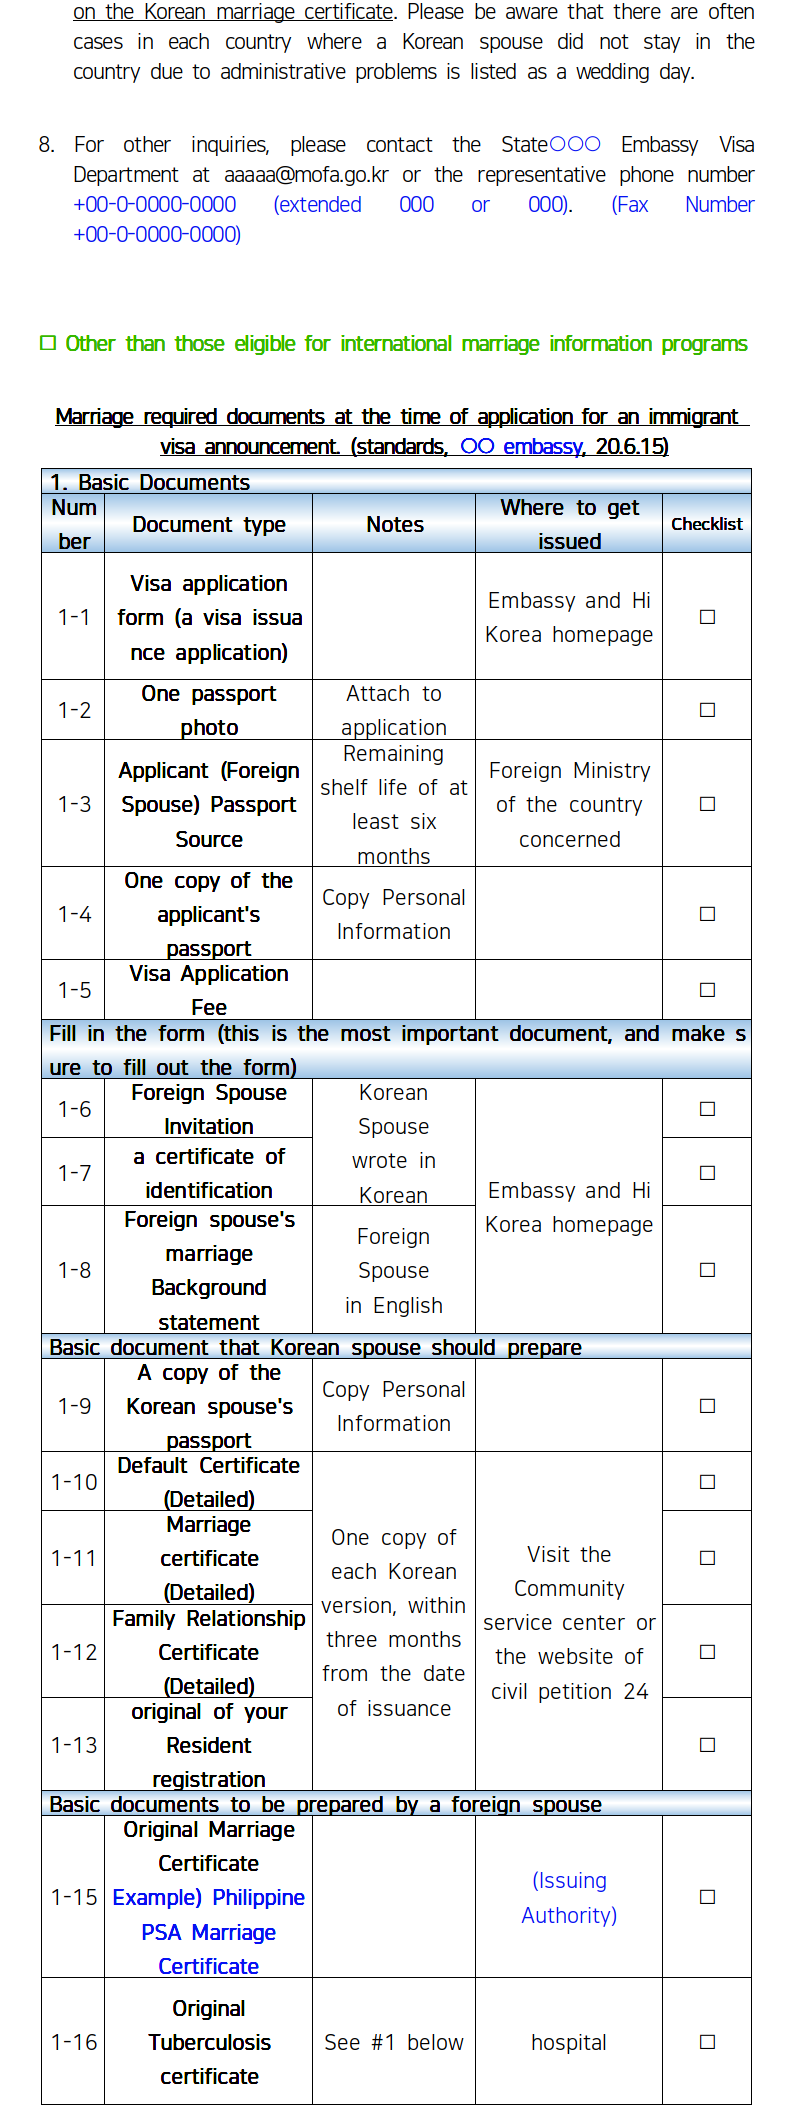 on the Korean marriage certificate. Please be aware that there are often
cases in each country where a Korean spouse did not stay in the
country due to administrative problems is listed as a wedding day.
8. For other inquiries, please contact the State○○○ Embassy Visa
Department at aaaaa@mofa.go.kr or the representative phone number
+00-0-0000-0000 (extended 000 or 000). (Fax Number
+00-0-0000-0000)
□ Other than those eligible for international marriage information programs
Marriage required documents at the time of application for an immigrant
visa announcement. (standards, ○○ embassy, 20.6.15)
1. Basic Documents
Num
ber
Document type
Notes
Where to get
issued
Checklist
1-1
Visa application
form (a visa issua
nce application)
Embassy and Hi
Korea homepage
□
1-2
One passport
photo
Attach to
application
□
1-3
Applicant (Foreign
Spouse) Passport
Source
Remaining
shelf life of at
least six
months
Foreign Ministry
of the country
concerned
□
1-4
One copy of the
applicant's
passport
Copy Personal
Information
□
1-5
Visa Application
Fee
□
Fill in the form (this is the most important document, and make s
ure to fill out the form)
1-6
Foreign Spouse
Invitation
Korean
Spouse
wrote in
Korean
Embassy and Hi
Korea homepage
□
1-7
a certificate of
identification
□
1-8
Foreign spouse's
marriage
Background
statement
Foreign
Spouse
in English
□
Basic document that Korean spouse should prepare
1-9
A copy of the
Korean spouse's
passport
Copy Personal
Information
□
1-10
Default Certificate
(Detailed)
One copy of
each Korean
version, within
three months
from the date
of issuance
Visit the
Community
service center or
the website of
civil petition 24
□
1-11
Marriage
certificate
(Detailed)
□
1-12
Family Relationship
Certificate
(Detailed)
□
1-13
original of your
Resident
registration
□
Basic documents to be prepared by a foreign spouse
1-15
Original Marriage
Certificate
Example) Philippine
PSA Marriage
Certificate
(Issuing
Authority)
□
1-16
Original
Tuberculosis
certificate
See #1 below
hospital
□